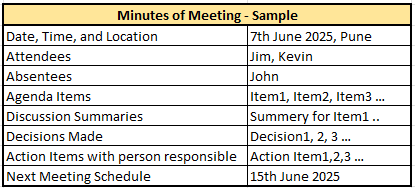 Minutes of Meeting - Sample
Date, Time, and Location 7th June 2025, Pune
Attendees Jim, Kevin
Absentees John
Agenda Items Item1, Item2, Item3 ...
Discussion Summaries Summery for Item1 ..
Decisions Made Decision1, 2, 3 ...
Action Items with person responsible Action Item1,2,3 ...
Next Meeting Schedule 15th June 2025